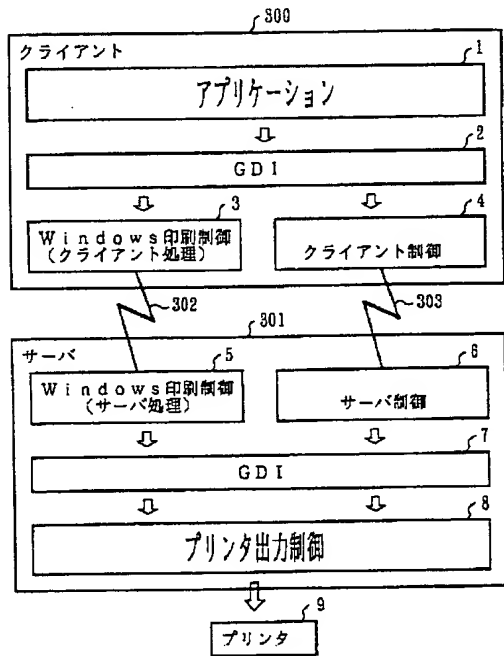 300
クライアント
1
アプリケーション
2
GDI
3
4
Windows印刷制御
(クライアント処理)
クライアント制御
302
303
301
サーバ
5
6
Windows印刷制御
(サーバ処理)
サーバ制御
7
GDI
8
プリンタ出力制御
9
プリンタ